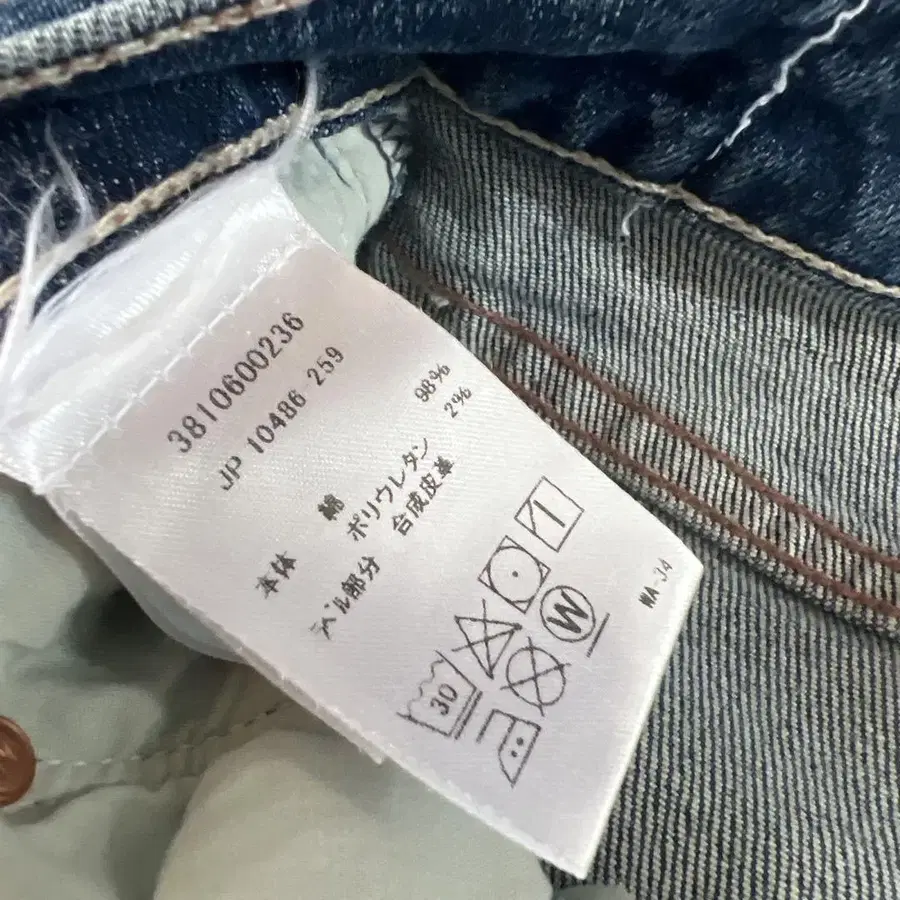 3810600236
JP 10486 259
本体 綿 98%
ポリウレタン 2%
ベル部分 合成皮革
30
W
WA-34